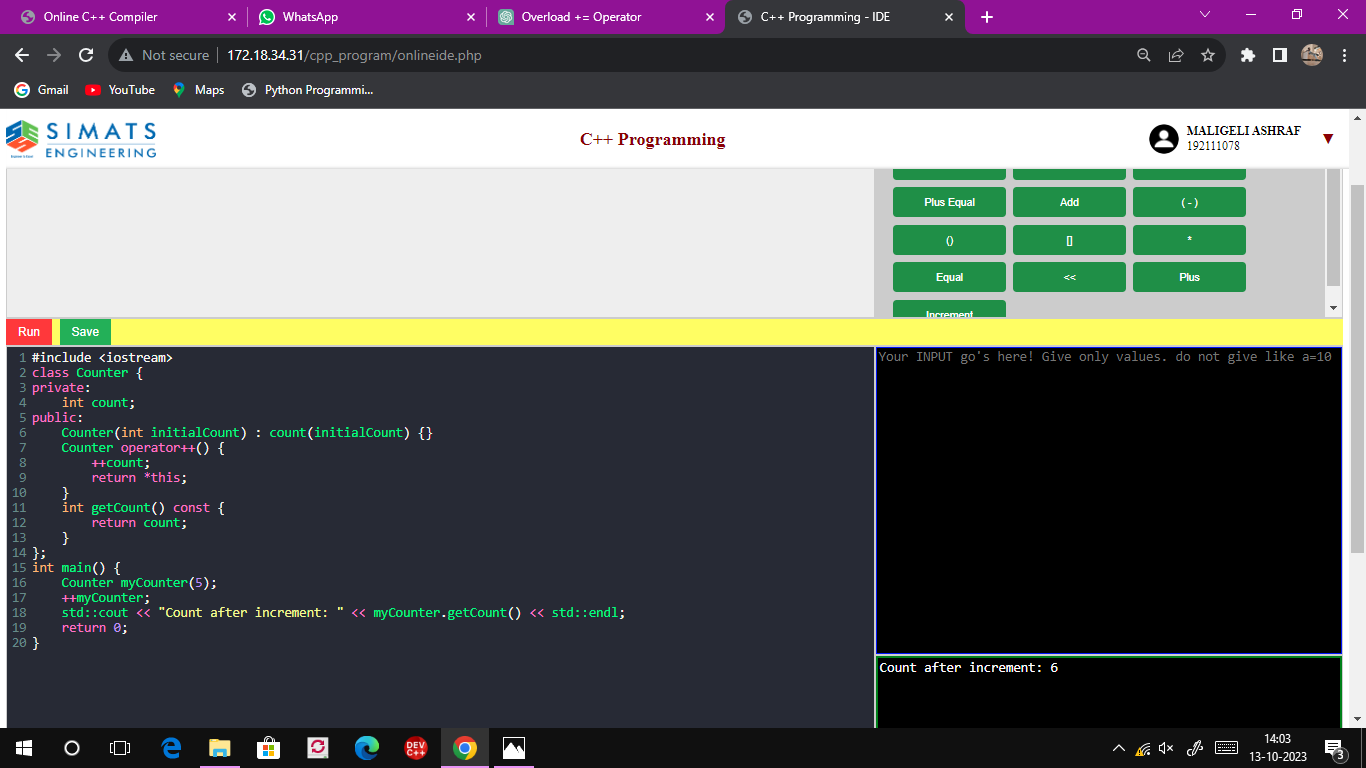 Online C++ Compiler
WhatsApp
Overload += Operator
C++ Programming - IDE
Not secure
172.18.34.31/cpp_program/onlineide.php
Gmail
YouTube
Maps
Python Programmi...
SIMATS
ENGINEERING
C++ Programming
MALIGELI ASHRAF
192111078
Plus Equal
Add
( - )
()
[]
*
Equal
<<
Plus
Increment
Run
Save
1 #include <iostream>
2 class Counter {
3 private:
4     int count;
5 public:
6     Counter(int initialCount) : count(initialCount) {}
7     Counter operator++() {
8         ++count;
9         return *this;
10     }
11     int getCount() const {
12         return count;
13     }
14 };
15 int main() {
16     Counter myCounter(5);
17     ++myCounter;
18     std::cout << "Count after increment: " << myCounter.getCount() << std::endl;
19     return 0;
20 }
Your INPUT go's here! Give only values. do not give like a=10
Count after increment: 6
DEV
C++
14:03
13-10-2023
3